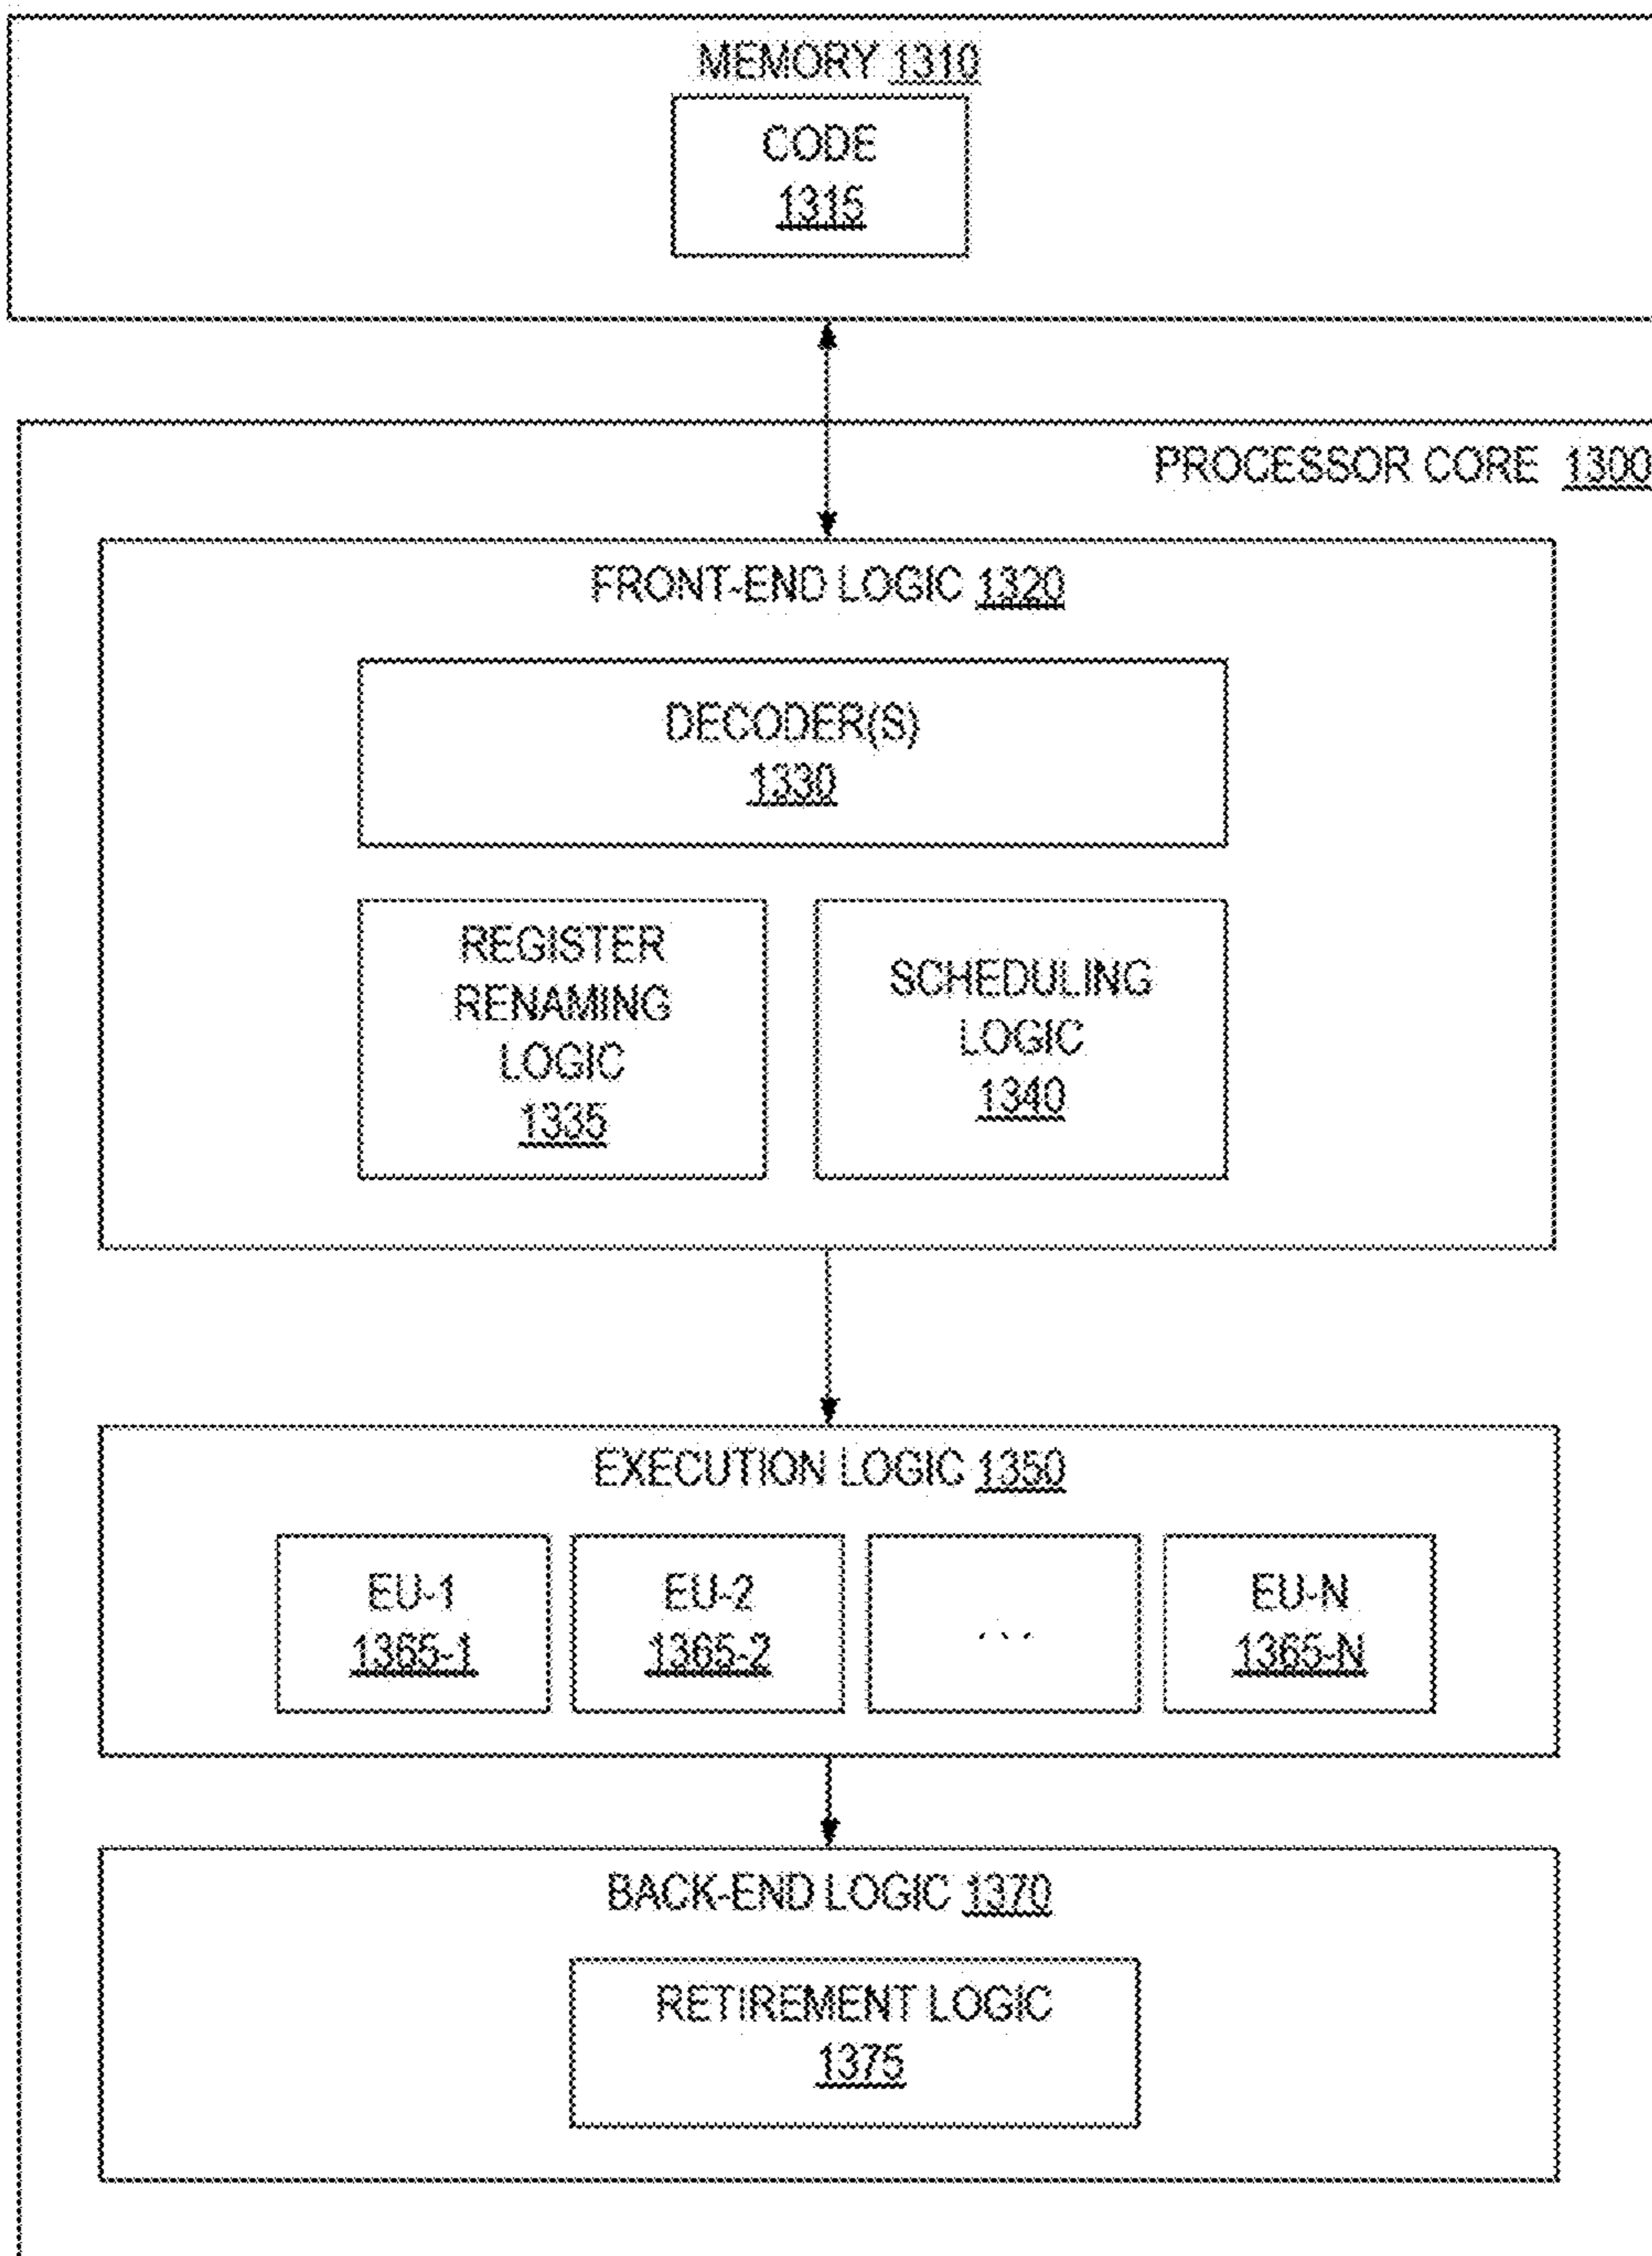 MEMORY 1310
CODE
1315
PROCESSOR CORE 1300
FRONT-END LOGIC 1320
DECODER(S)
1330
REGISTER
RENAMING
LOGIC
1335
SCHEDULING
LOGIC
1340
EXECUTION LOGIC 1350
EU-1
1365-1
EU-2
1365-2
. . .
EU-N
1365-N
BACK-END LOGIC 1370
RETIREMENT LOGIC
1375